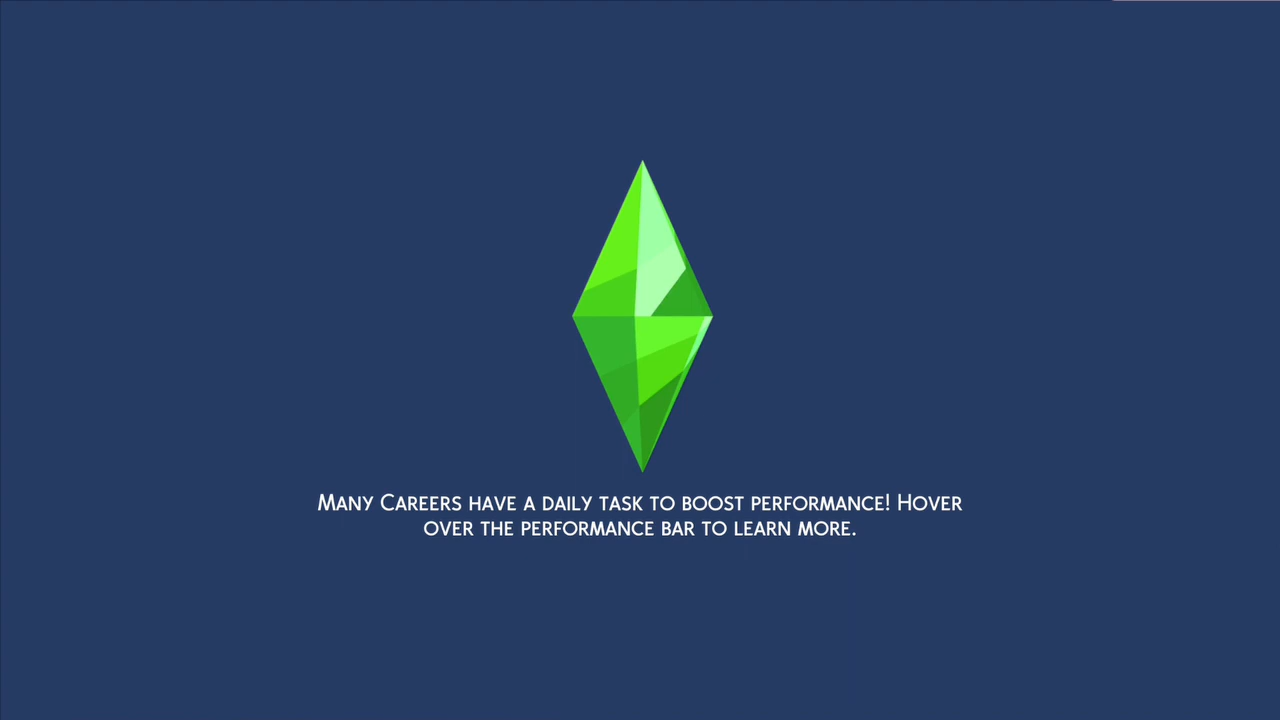 Many Careers have a daily task to boost performance! Hover
over the performance bar to learn more.